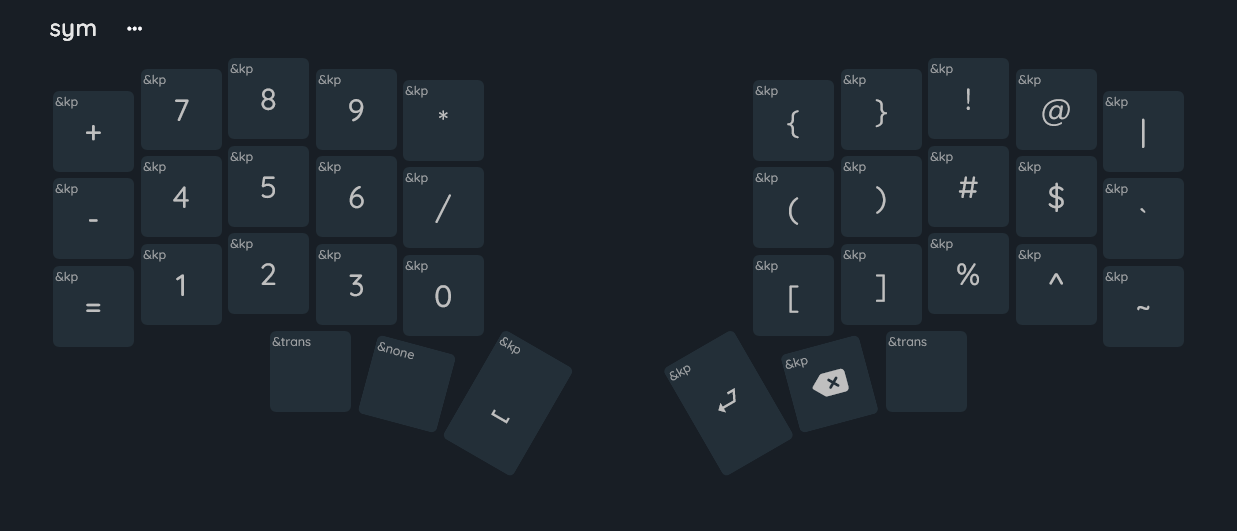 sym ...
&kp + &kp 7 &kp 8 &kp 9 &kp * &kp { &kp } &kp ! &kp @ &kp |
&kp - &kp 4 &kp 5 &kp 6 &kp / &kp ( &kp ) &kp # &kp $ &kp `
&kp = &kp 1 &kp 2 &kp 3 &kp 0 &kp [ &kp ] &kp % &kp ^ &kp ~
&trans &none &kp ⎵ &kp ⏎ &kp ⌫ &trans